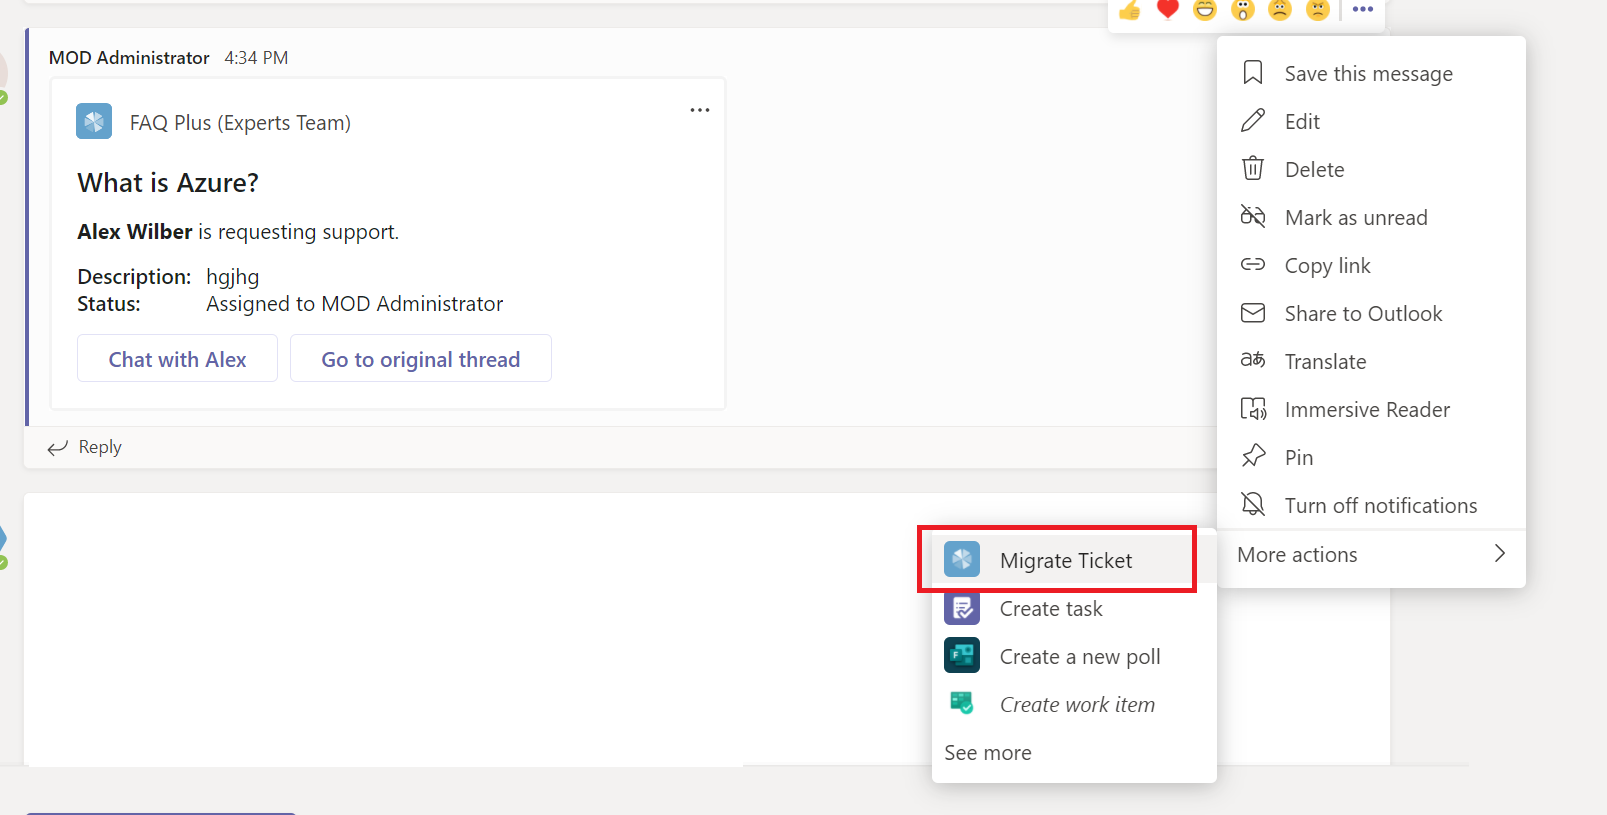 MOD Administrator 4:34 PM
FAQ Plus (Experts Team)
What is Azure?
Alex Wilber is requesting support.
Description: hgjhg
Status: Assigned to MOD Administrator
Chat with Alex Go to original thread
Reply
Save this message
Edit
Delete
Mark as unread
Copy link
Share to Outlook
Translate
Immersive Reader
Pin
Turn off notifications
More actions
Migrate Ticket
Create task
Create a new poll
Create work item
See more